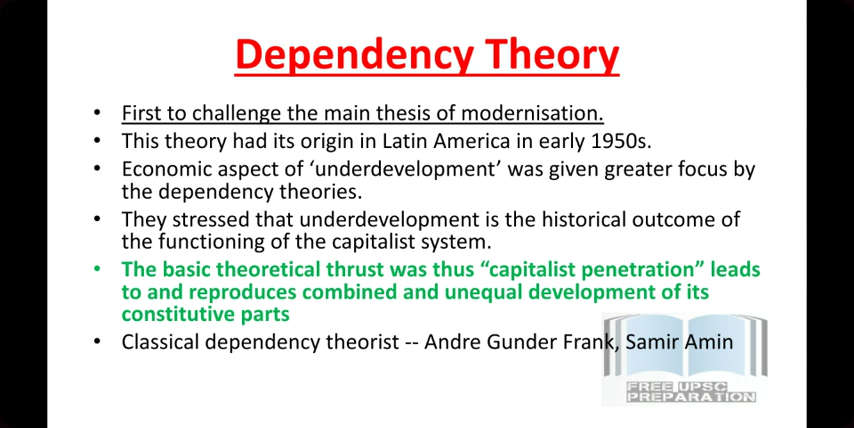 Dependency Theory
• First to challenge the main thesis of modernisation.
• This theory had its origin in Latin America in early 1950s.
• Economic aspect of ‘underdevelopment’ was given greater focus by
the dependency theories.
• They stressed that underdevelopment is the historical outcome of
the functioning of the capitalist system.
• The basic theoretical thrust was thus “capitalist penetration” leads
to and reproduces combined and unequal development of its
constitutive parts
• Classical dependency theorist -- Andre Gunder Frank, Samir Amin
FREE UPSC
PREPARATION